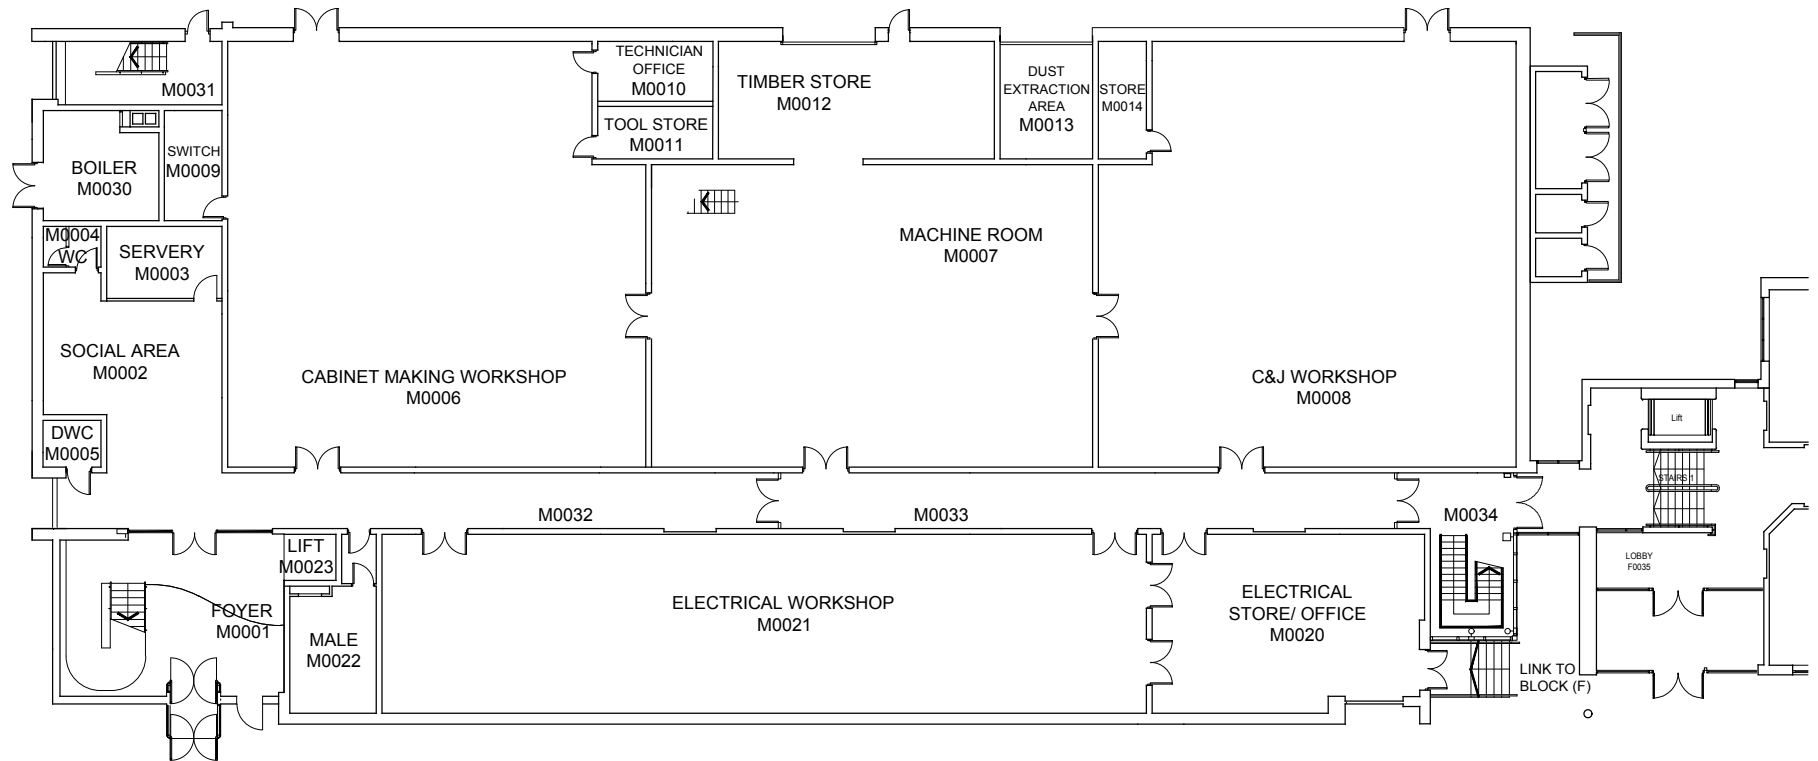 TECHNICIAN
OFFICE
M0010
TIMBER STORE
M0012
DUST
EXTRACTION
AREA
M0013
STORE
M0014
M0031
TOOL STORE
M0011
SWITCH
M0009
BOILER
M0030
M0004
WC
SERVERY
M0003
MACHINE ROOM
M0007
SOCIAL AREA
M0002
CABINET MAKING WORKSHOP
M0006
C&J WORKSHOP
M0008
Lift
DWC
M0005
STAIRS 1
M0032
M0033
M0034
LIFT
M0023
LOBBY
F0035
FOYER
M0001
ELECTRICAL WORKSHOP
M0021
ELECTRICAL
STORE/ OFFICE
M0020
MALE
M0022
LINK TO
BLOCK (F)